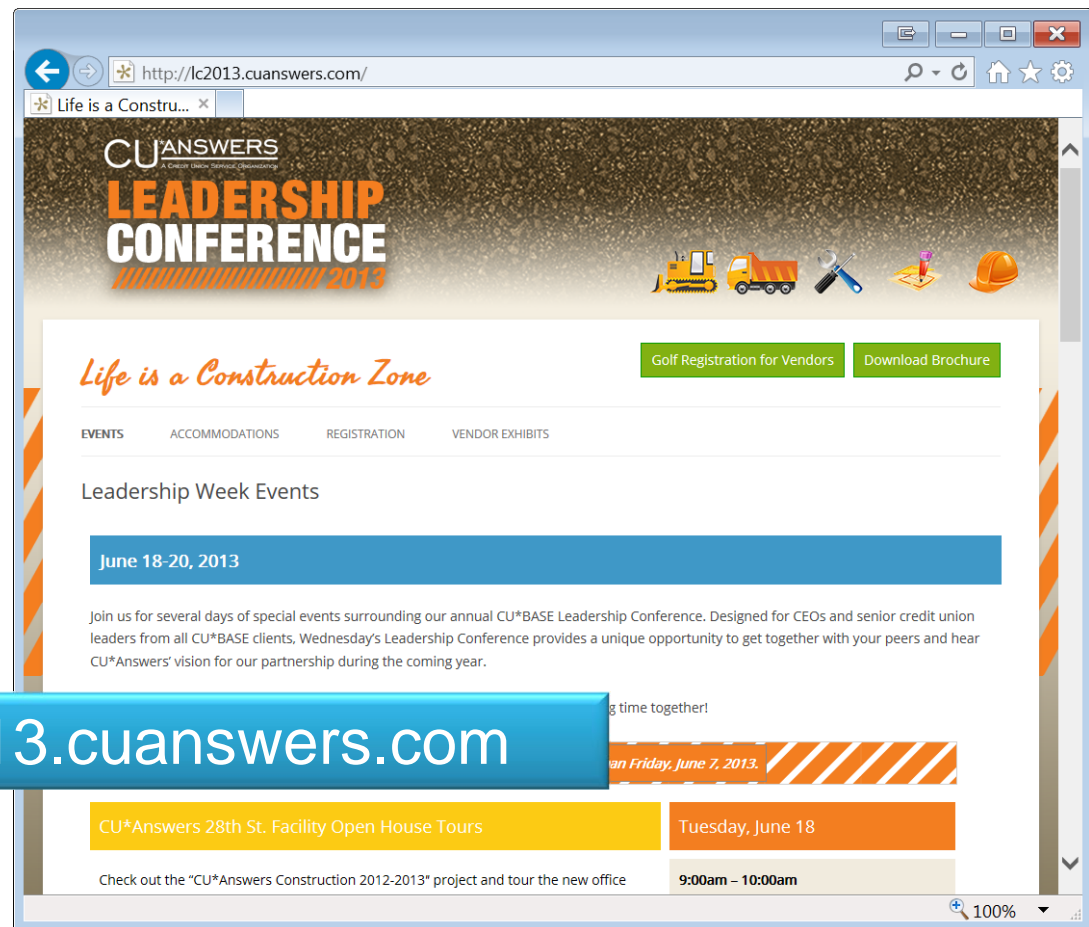 http://lc2013.cuanswers.com/
Life is a Constru...
CU*ANSWERS
A CREDIT UNION SERVICE ORGANIZATION
LEADERSHIP
CONFERENCE
2013
Life is a Construction Zone
Golf Registration for Vendors
Download Brochure
EVENTS ACCOMMODATIONS REGISTRATION VENDOR EXHIBITS
Leadership Week Events
June 18-20, 2013
Join us for several days of special events surrounding our annual CU*BASE Leadership Conference. Designed for CEOs and senior credit union
leaders from all CU*BASE clients, Wednesday's Leadership Conference provides a unique opportunity to get together with your peers and hear
CU*Answers' vision for our partnership during the coming year.
g time together!
3.cuanswers.com
an Friday, June 7, 2013.
CU*Answers 28th St. Facility Open House Tours
Tuesday, June 18
Check out the "CU*Answers Construction 2012-2013" project and tour the new office
9:00am – 10:00am
100%